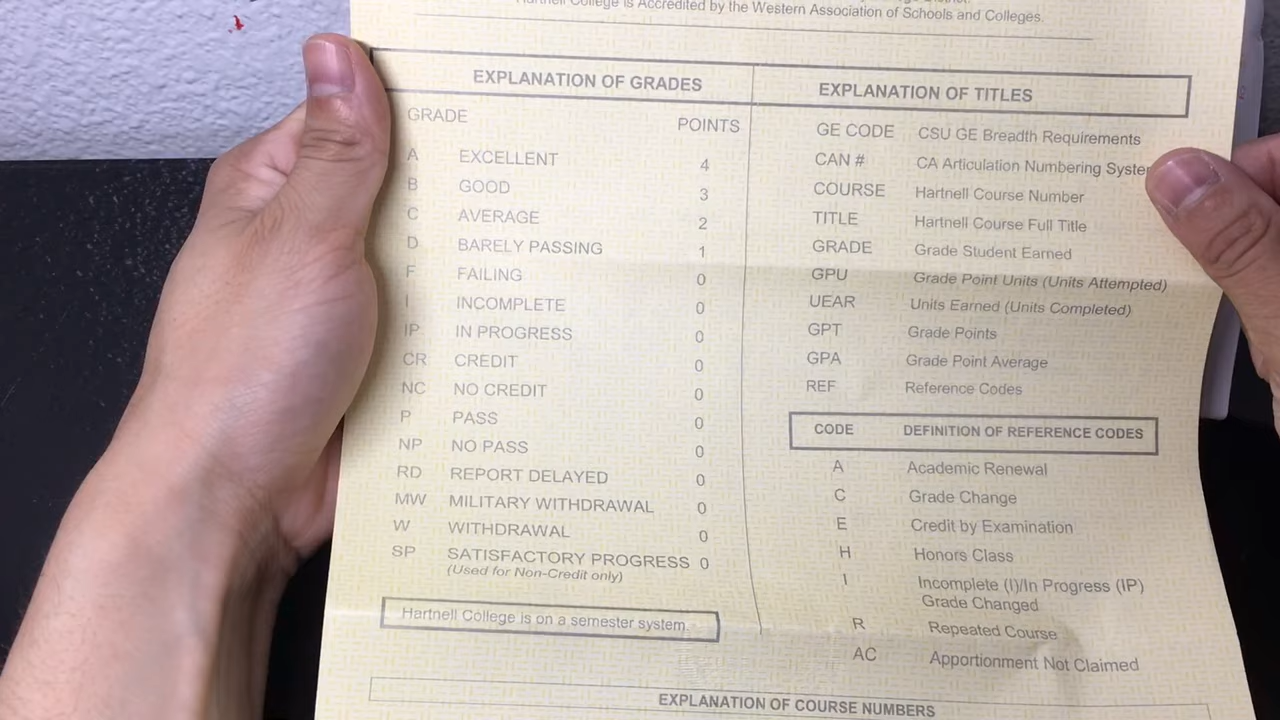 Hartnell College is Accredited by the Western Association of Schools and Colleges.
EXPLANATION OF GRADES
GRADE POINTS
A EXCELLENT 4
B GOOD 3
C AVERAGE 2
D BARELY PASSING 1
F FAILING 0
I INCOMPLETE 0
IP IN PROGRESS 0
CR CREDIT 0
NC NO CREDIT 0
P PASS 0
NP NO PASS 0
RD REPORT DELAYED 0
MW MILITARY WITHDRAWAL 0
W WITHDRAWAL 0
SP SATISFACTORY PROGRESS 0
(Used for Non-Credit only)
Hartnell College is on a semester system.
EXPLANATION OF TITLES
GE CODE CSU GE Breadth Requirements
CAN # CA Articulation Numbering
COURSE Hartnell Course Number
TITLE Hartnell Course Full Title
GRADE Grade Student Earned
GPU Grade Point Units (Units Attempted)
UEAR Units Earned (Units Completed)
GPT Grade Points
GPA Grade Point Average
REF Reference Codes
CODE DEFINITION OF REFERENCE CODES
A Academic Renewal
C Grade Change
E Credit by Examination
H Honors Class
I Incomplete (I)/In Progress (IP)
Grade Changed
R Repeated Course
AC Apportionment Not Claimed
EXPLANATION OF COURSE NUMBERS